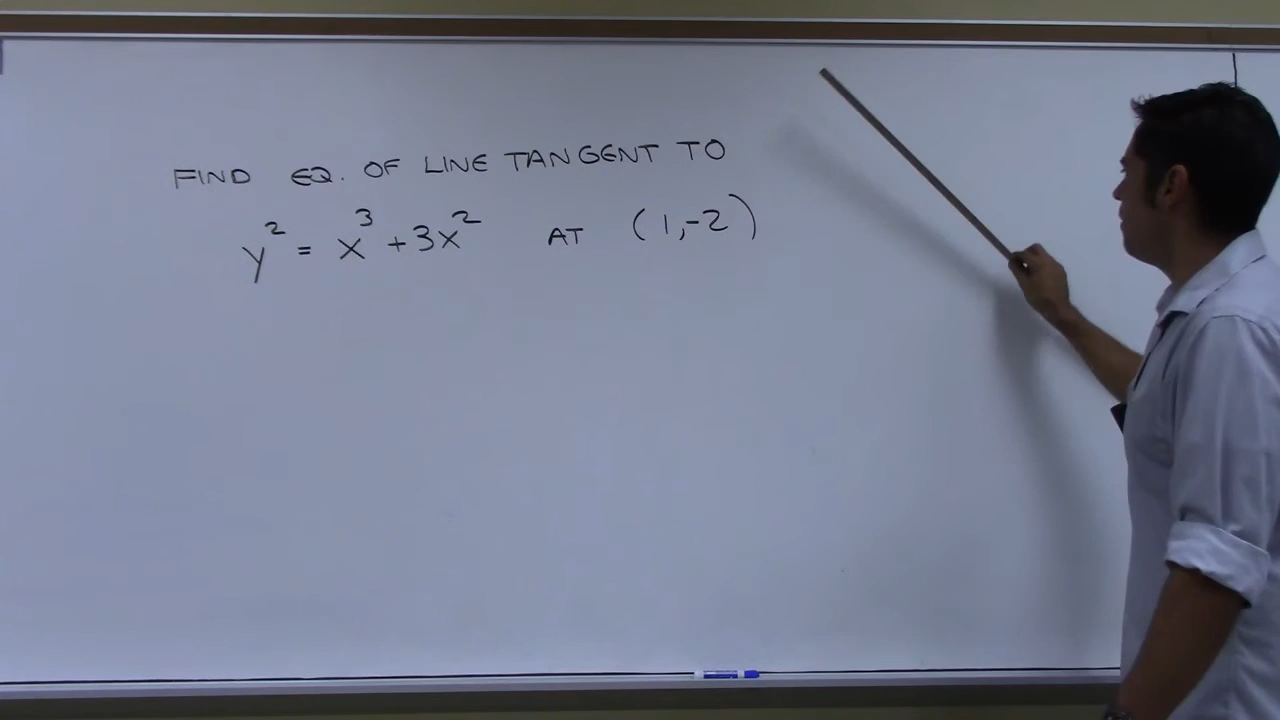 FIND EQ. OF LINE TANGENT TO
y² = x³ + 3x² AT (1,-2)